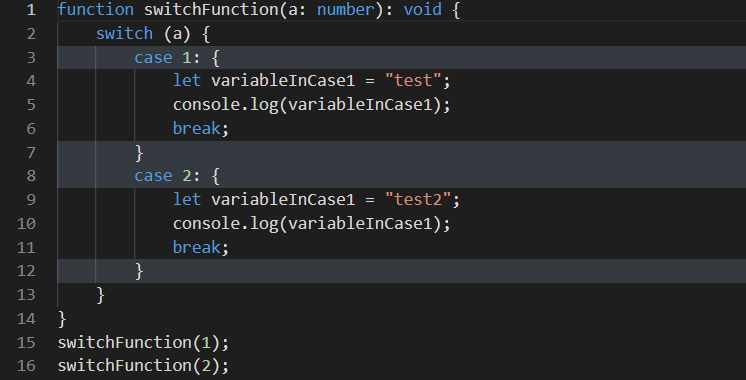 1 function switchFunction(a: number): void {
2     switch (a) {
3         case 1: {
4             let variableInCase1 = "test";
5             console.log(variableInCase1);
6             break;
7         }
8         case 2: {
9             let variableInCase1 = "test2";
10             console.log(variableInCase1);
11             break;
12         }
13     }
14 }
15 switchFunction(1);
16 switchFunction(2);